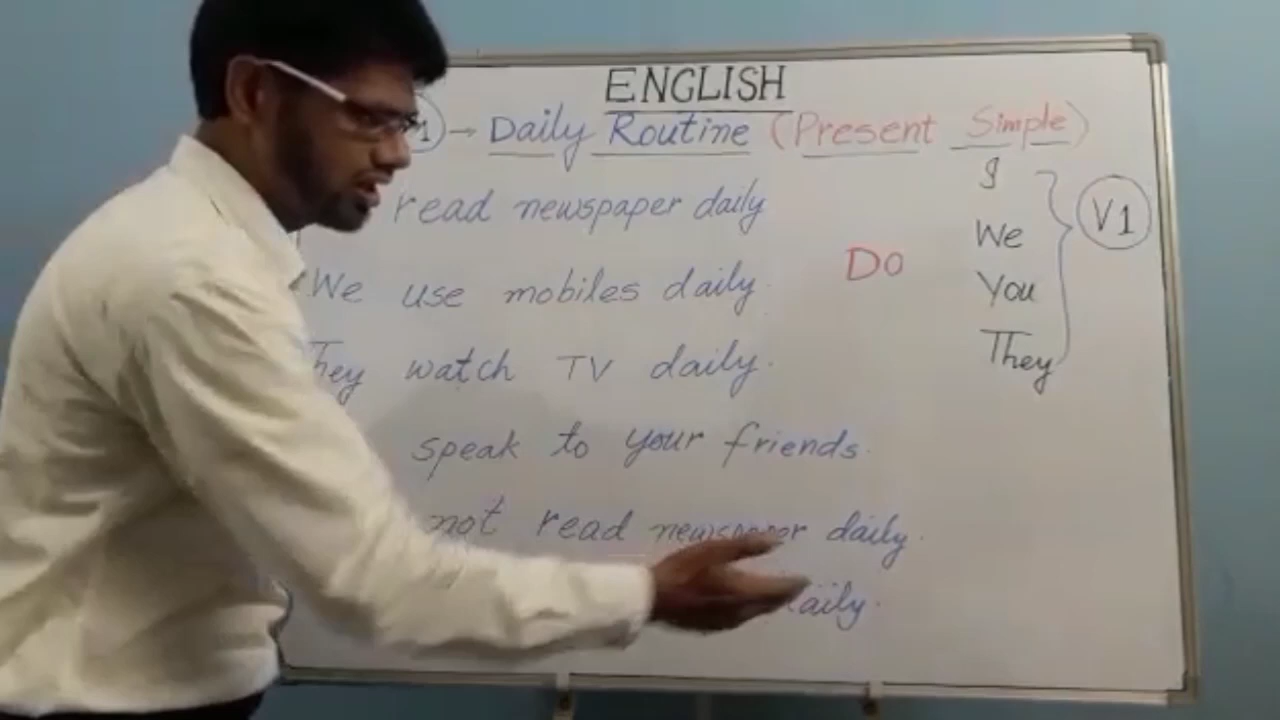 ENGLISH
1 → Daily Routine (Present Simple)
read newspaper daily
We use mobiles daily.
They watch TV daily.
speak to your friends.
not read newspaper daily.
daily.
Do
I
We
You
They
V1